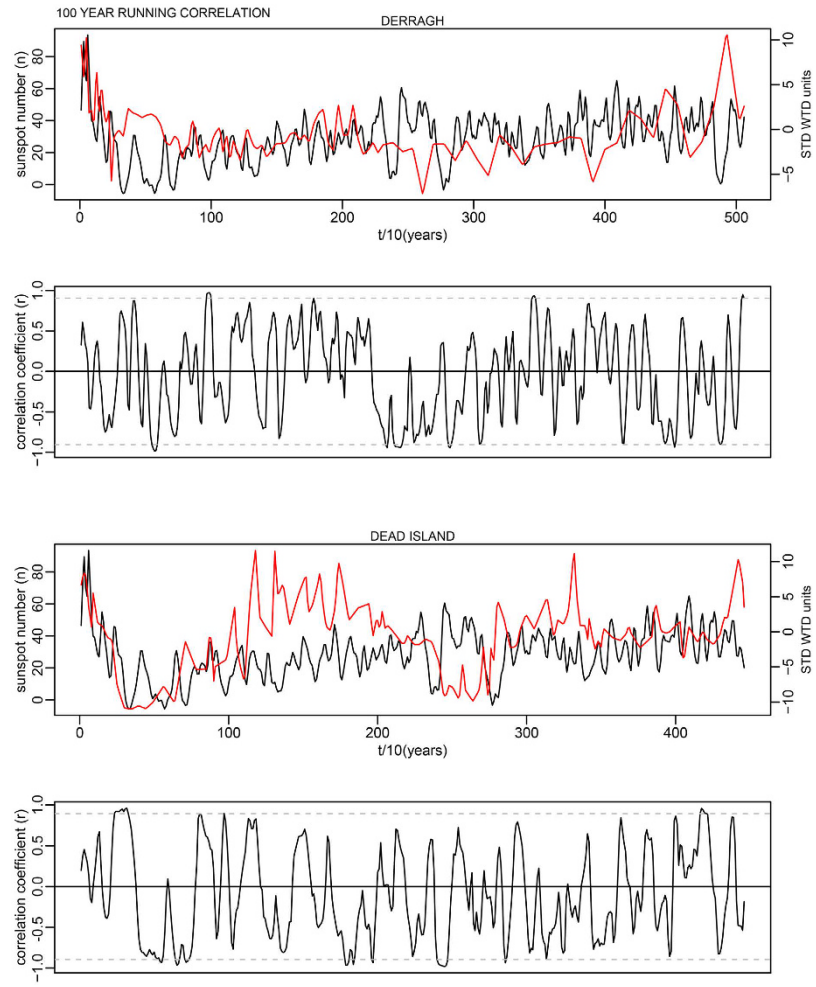 100 YEAR RUNNING CORRELATION
DERRAGH
sunspot number (n)
0 20 40 60 80
STD WTD units
−5 0 5 10
0 100 200 300 400 500
t/10(years)
correlation coefficient (r)
−1.0 −0.5 0.0 0.5 1.0
DEAD ISLAND
sunspot number (n)
0 20 40 60 80
STD WTD units
−10 −5 0 5 10
0 100 200 300 400
t/10(years)
correlation coefficient (r)
−1.0 −0.5 0.0 0.5 1.0